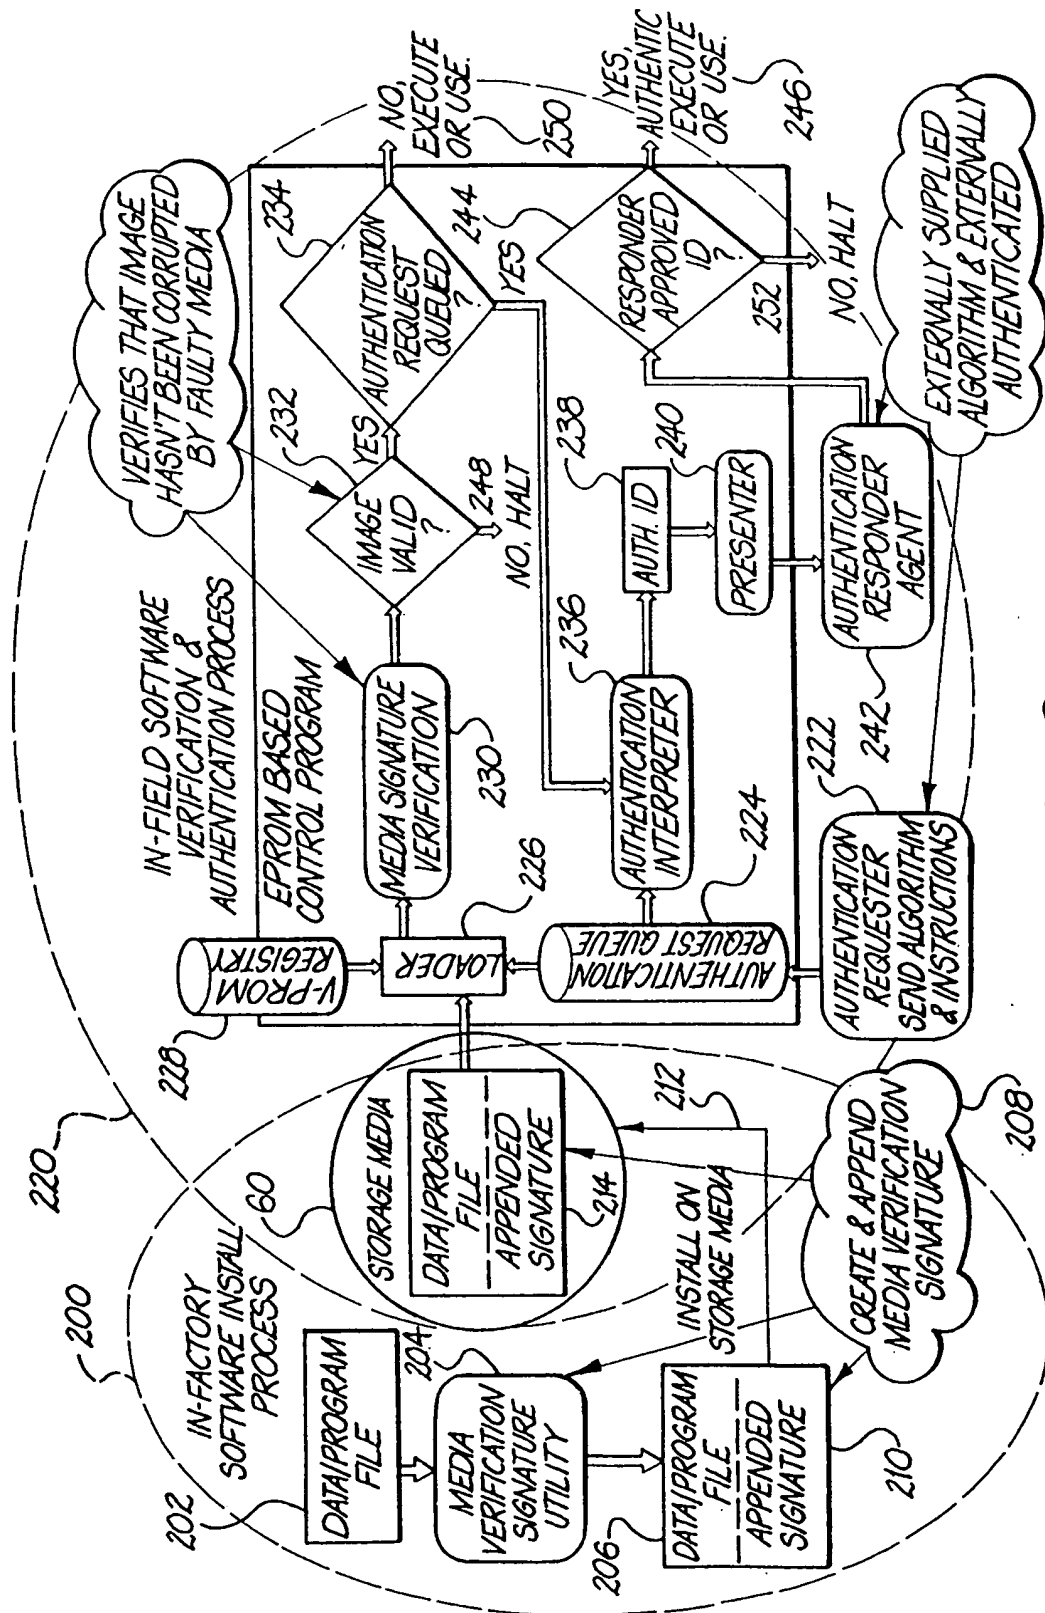 200
IN-FACTORY
SOFTWARE INSTALL
PROCESS
202
DATA/PROGRAM
FILE
204
MEDIA
VERIFICATION
SIGNATURE
UTILITY
206
DATA/PROGRAM
FILE
APPENDED
SIGNATURE
210
INSTALL ON
STORAGE MEDIA
212
CREATE & APPEND
MEDIA VERIFICATION
SIGNATURE
208
60
STORAGE MEDIA
DATA/PROGRAM
FILE
APPENDED
SIGNATURE
214
220
IN-FIELD SOFTWARE
VERIFICATION &
AUTHENTICATION PROCESS
228
V-PROM
REGISTRY
EPROM BASED
CONTROL PROGRAM
LOADER
226
AUTHENTICATION
REQUEST QUEUE
224
AUTHENTICATION
REQUESTER
SEND ALGORITHM
& INSTRUCTIONS
222
MEDIA SIGNATURE
VERIFICATION
230
VERIFIES THAT IMAGE
HASN'T BEEN CORRUPTED
BY FAULTY MEDIA
IMAGE
VALID
?
232
YES
248
NO, HALT
AUTHENTICATION
REQUEST
QUEUED
?
234
YES
NO,
EXECUTE
OR USE.
250
AUTHENTICATION
INTERPRETER
236
AUTH. ID
238
PRESENTER
240
AUTHENTICATION
RESPONDER
AGENT
242
RESPONDER
APPROVED
ID
?
244
YES,
AUTHENTIC
(EXECUTE
OR USE.
246
252
NO, HALT
EXTERNALLY SUPPLIED
ALGORITHM & EXTERNALLY
AUTHENTICATED